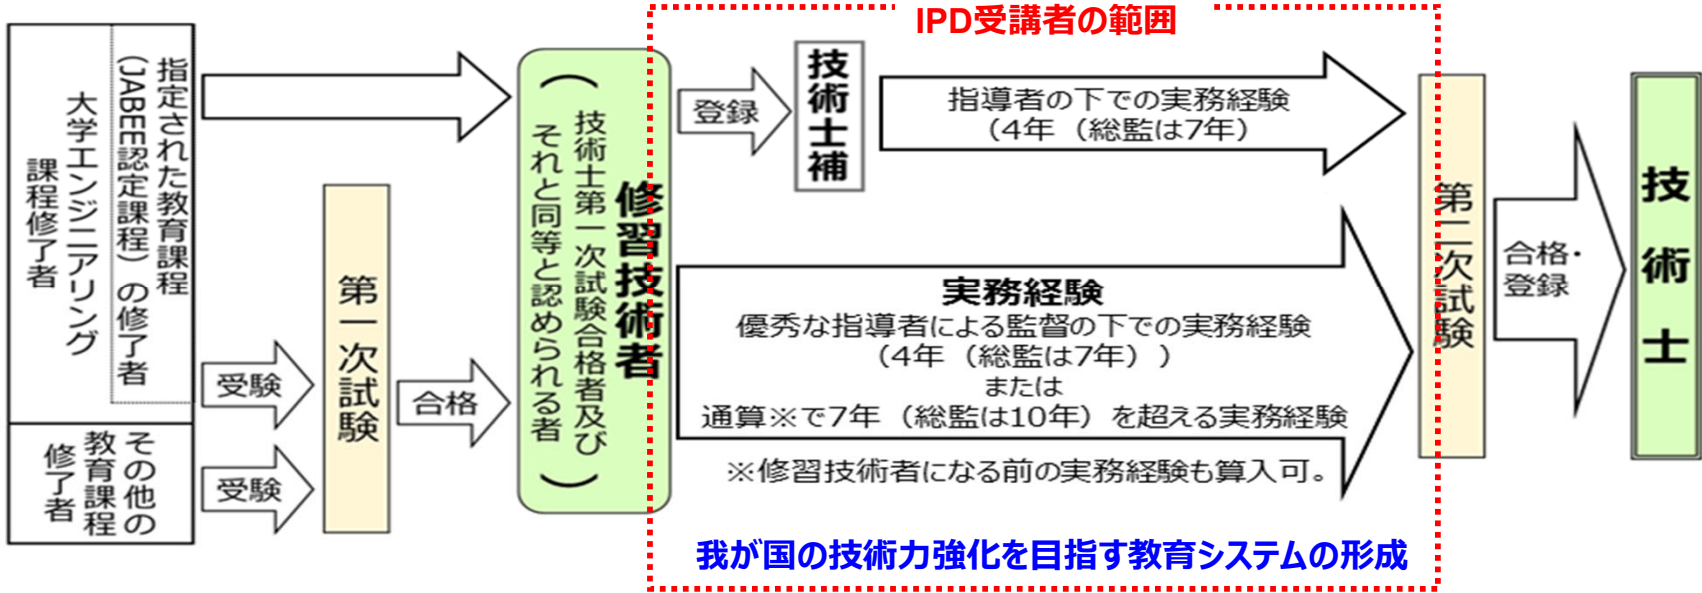 IPD受講者の範囲
指定された教育課程
(JABEE認定課程)の修了者
大学エンジニアリング
課程修了者
その他の
教育課程
修了者
受験
受験
第一次試験
合格
修習技術者
(技術士第一次試験合格者及び
それと同等と認められる者)
登録
技術士補
指導者の下での実務経験
(4年(総監は7年)
実務経験
優秀な指導者による監督の下での実務経験
(4年(総監は7年))
または
通算※で7年(総監は10年)を超える実務経験
※修習技術者になる前の実務経験も算入可。
第二次試験
合格・
登録
技術士
我が国の技術力強化を目指す教育システムの形成